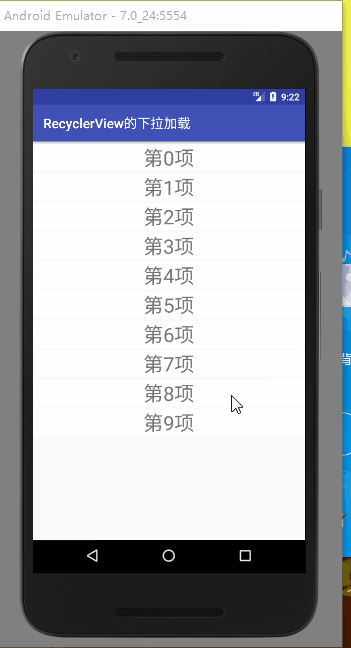 Android Emulator - 7.0_24:5554
LTE 9:22
RecyclerView的下拉加载
第0项
第1项
第2项
第3项
第4项
第5项
第6项
第7项
第8项
第9项
背